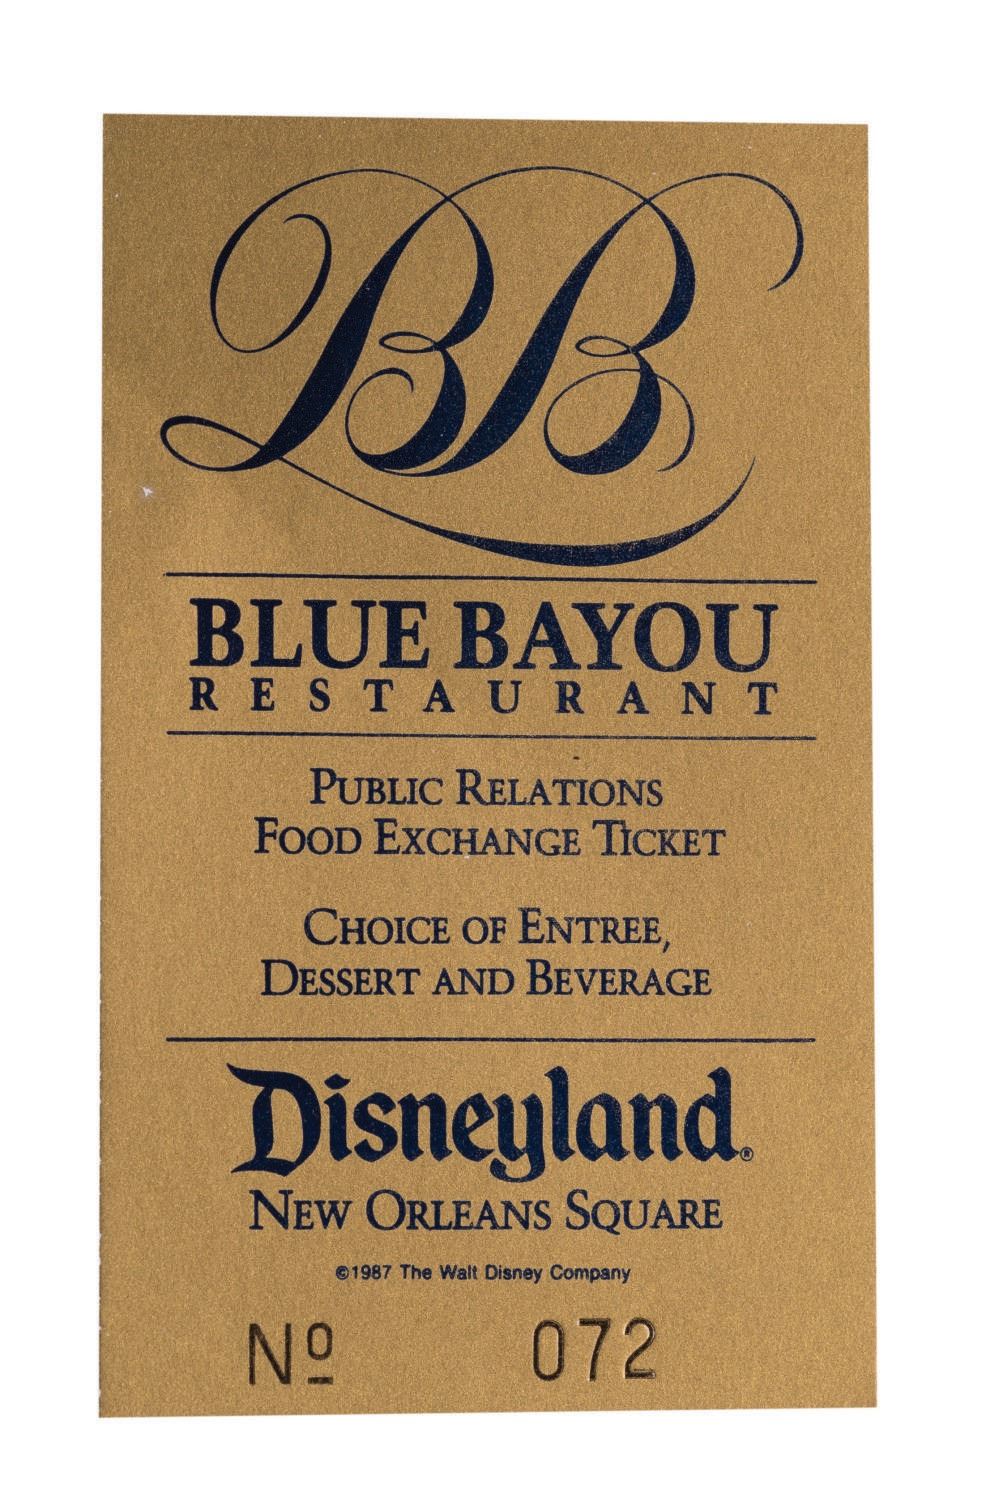 BB
BLUE BAYOU
RESTAURANT
PUBLIC RELATIONS
FOOD EXCHANGE TICKET
CHOICE OF ENTREE,
DESSERT AND BEVERAGE
Disneyland®
NEW ORLEANS SQUARE
©1987 The Walt Disney Company
Nº 072